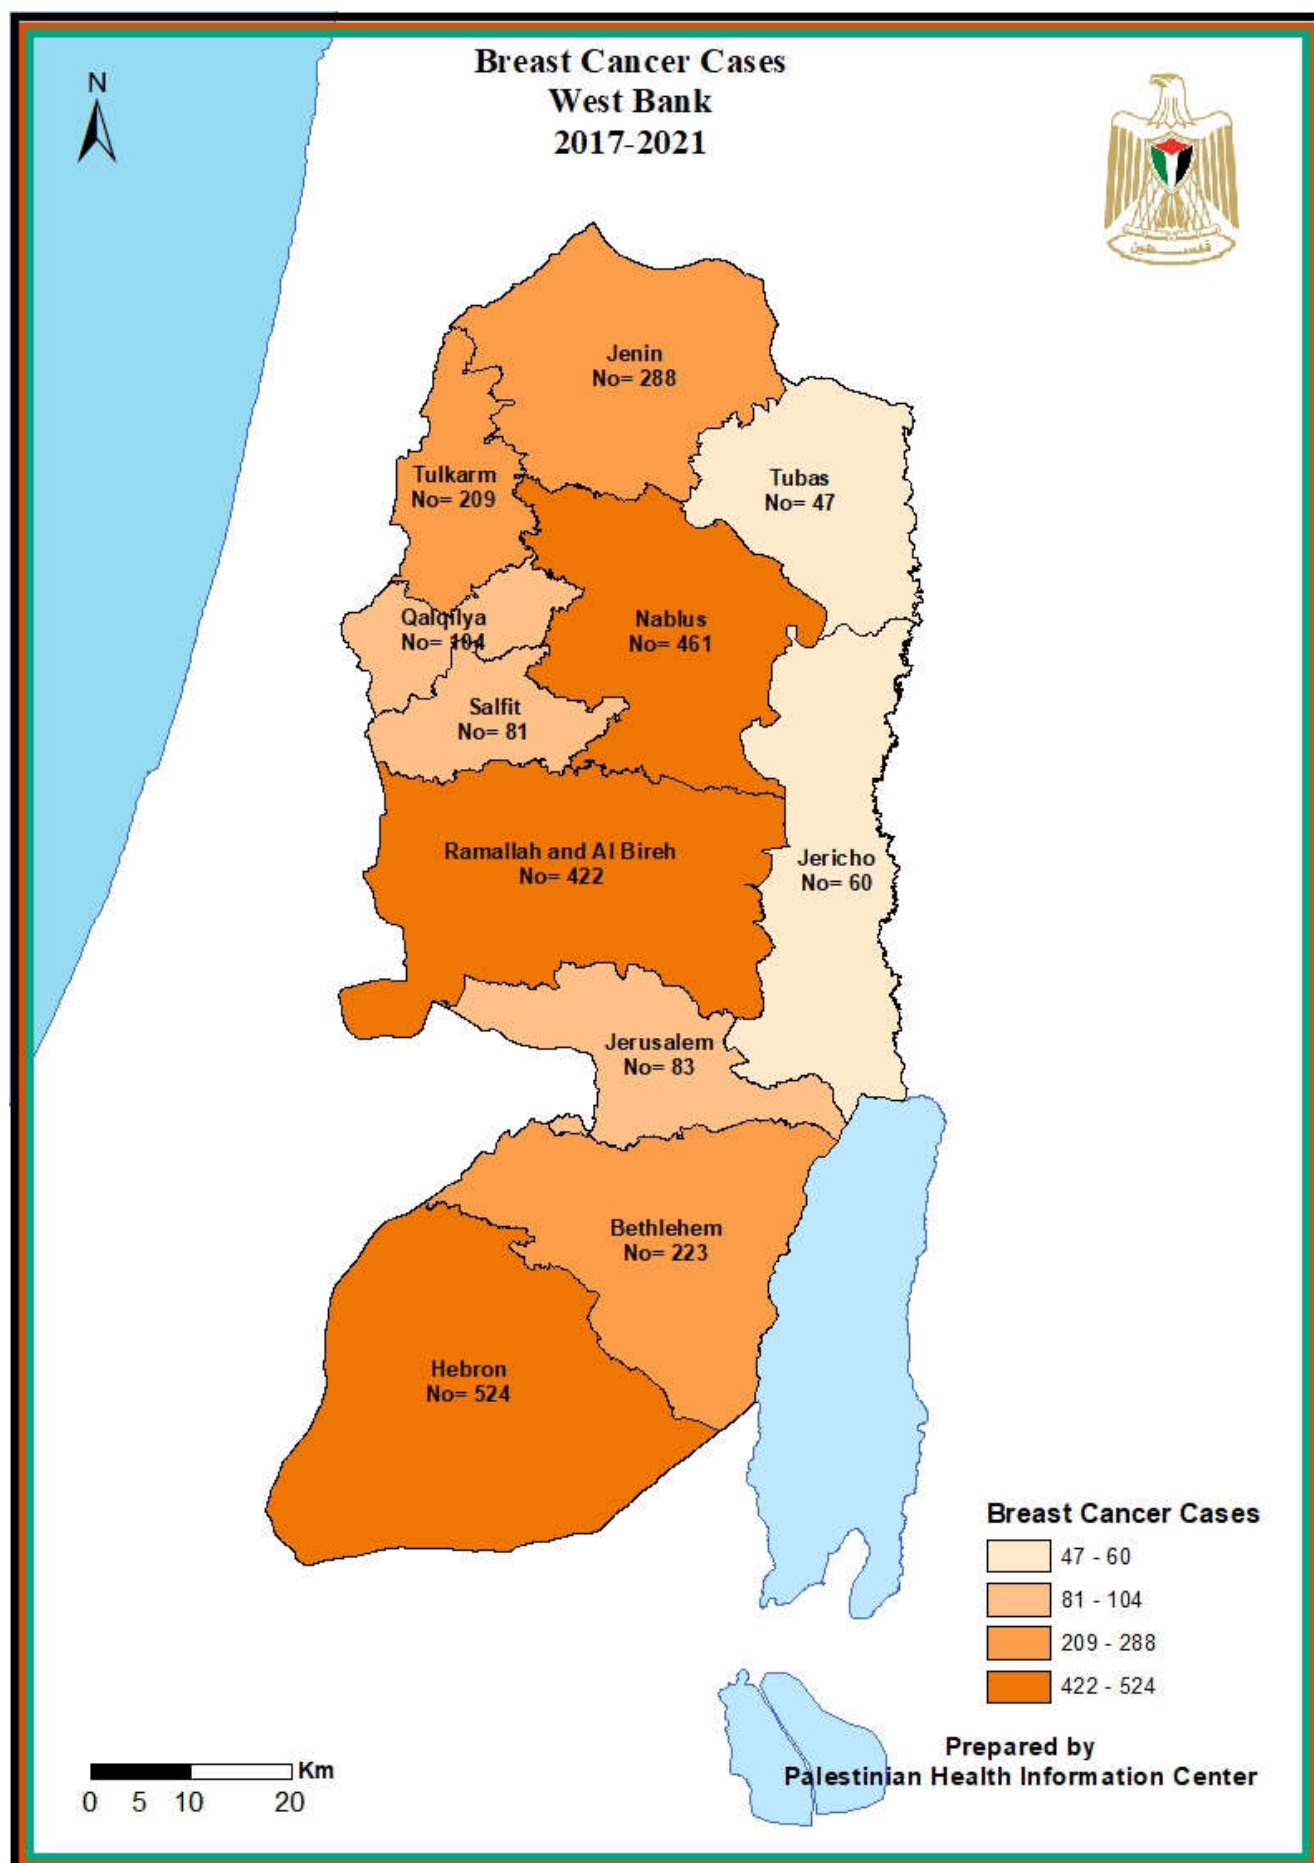 Breast Cancer Cases
West Bank
2017-2021
N
Jenin
No= 288
Tulkarm
No= 209
Tubas
No= 47
Qalqilya
No= 104
Nablus
No= 461
Salfit
No= 81
Ramallah and Al Bireh
No= 422
Jericho
No= 60
Jerusalem
No= 83
Bethlehem
No= 223
Hebron
No= 524
Breast Cancer Cases
47 - 60
81 - 104
209 - 288
422 - 524
Prepared by
Palestinian Health Information Center
Km
0 5 10 20